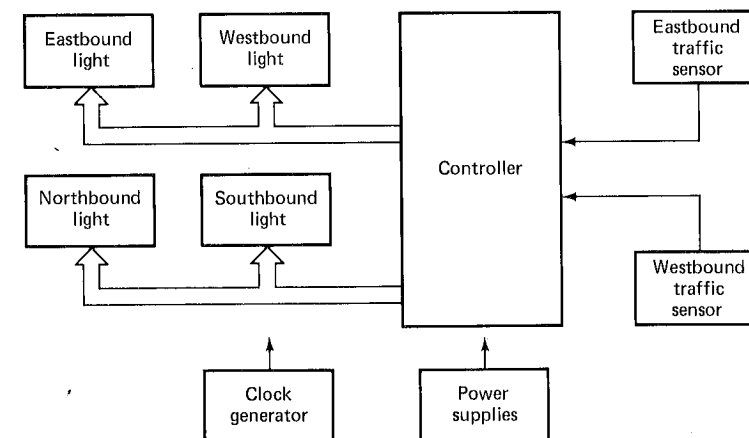 Eastbound
light
Westbound
light
Eastbound
traffic
sensor
Controller
Northbound
light
Southbound
light
Westbound
traffic
sensor
Clock
generator
Power
supplies